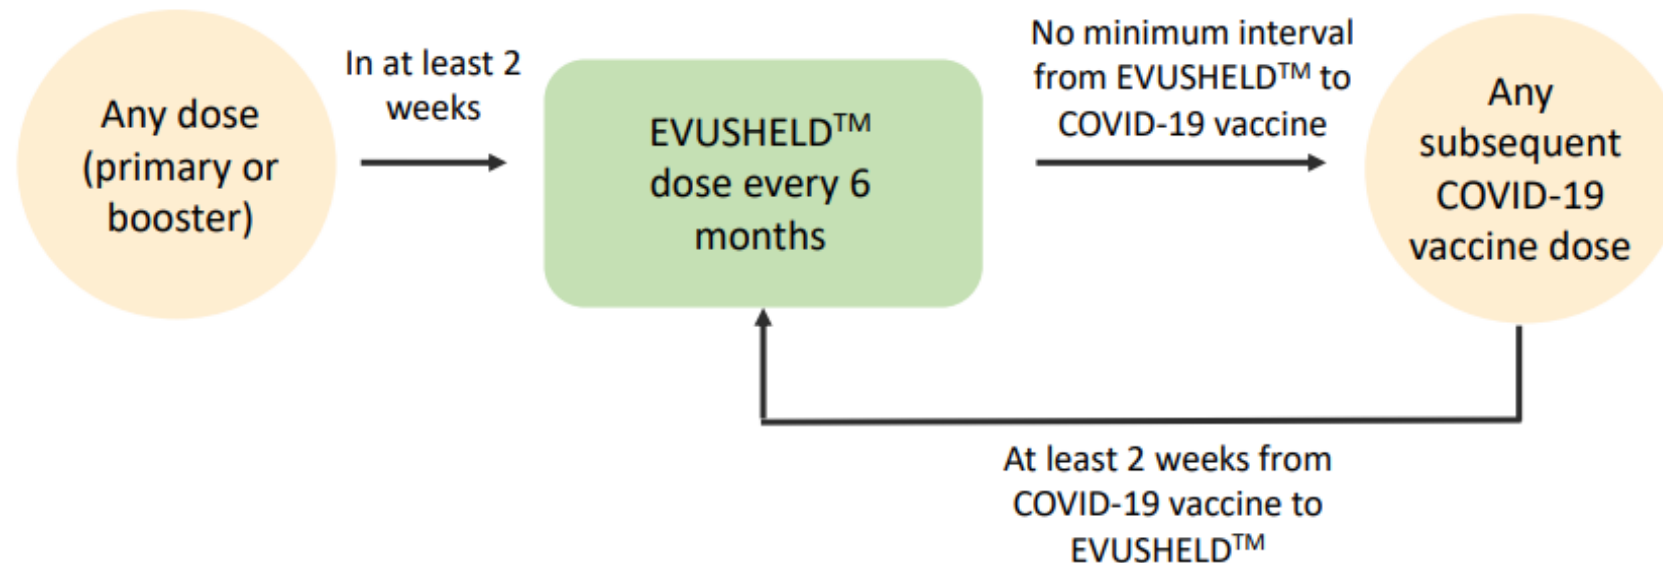 Any dose
(primary or
booster)
In at least 2
weeks
EVUSHELD™
dose every 6
months
No minimum interval
from EVUSHELD™ to
COVID-19 vaccine
Any
subsequent
COVID-19
vaccine dose
At least 2 weeks from
COVID-19 vaccine to
EVUSHELD™